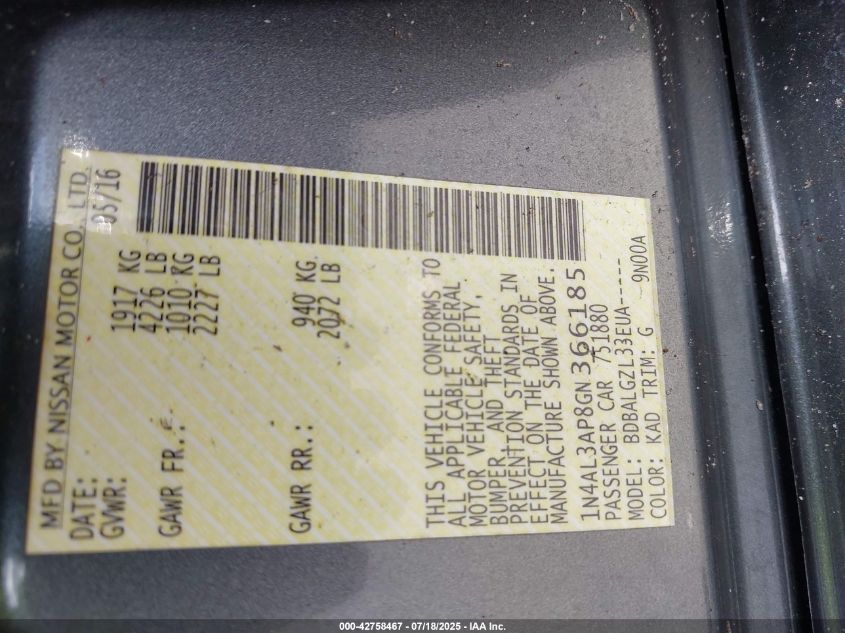 MFD BY NISSAN MOTOR CO., LTD.
DATE: 05/16
GVWR: 1917 KG
4226 LB
GAWR FR.: 1010 KG
2227 LB
GAWR RR.: 940 KG
2072 LB
THIS VEHICLE CONFORMS TO
ALL APPLICABLE FEDERAL
MOTOR VEHICLE SAFETY,
BUMPER, AND THEFT
PREVENTION STANDARDS IN
EFFECT ON THE DATE OF
MANUFACTURE SHOWN ABOVE.
1N4AL3AP8GN366185
PASSENGER CAR 751880
MODEL: BDBALGZL33EUA-----
COLOR: KAD TRIM: G 9N00A
000-42758467 - 07/18/2025 - IAA Inc.